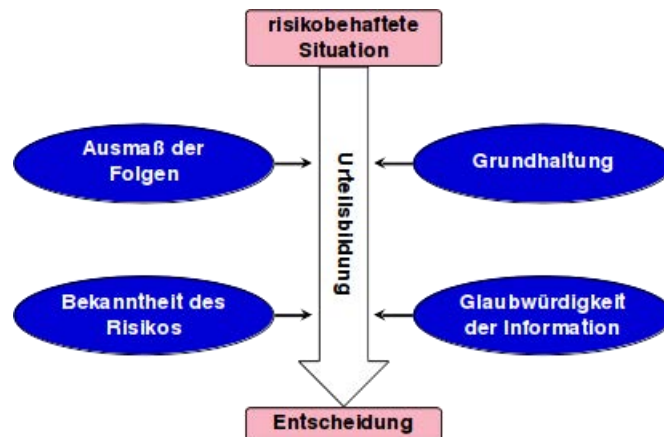 risikobehaftete
Situation
Ausmaß der
Folgen
Urteilsbildung
Grundhaltung
Bekanntheit des
Risikos
Glaubwürdigkeit
der Information
Entscheidung